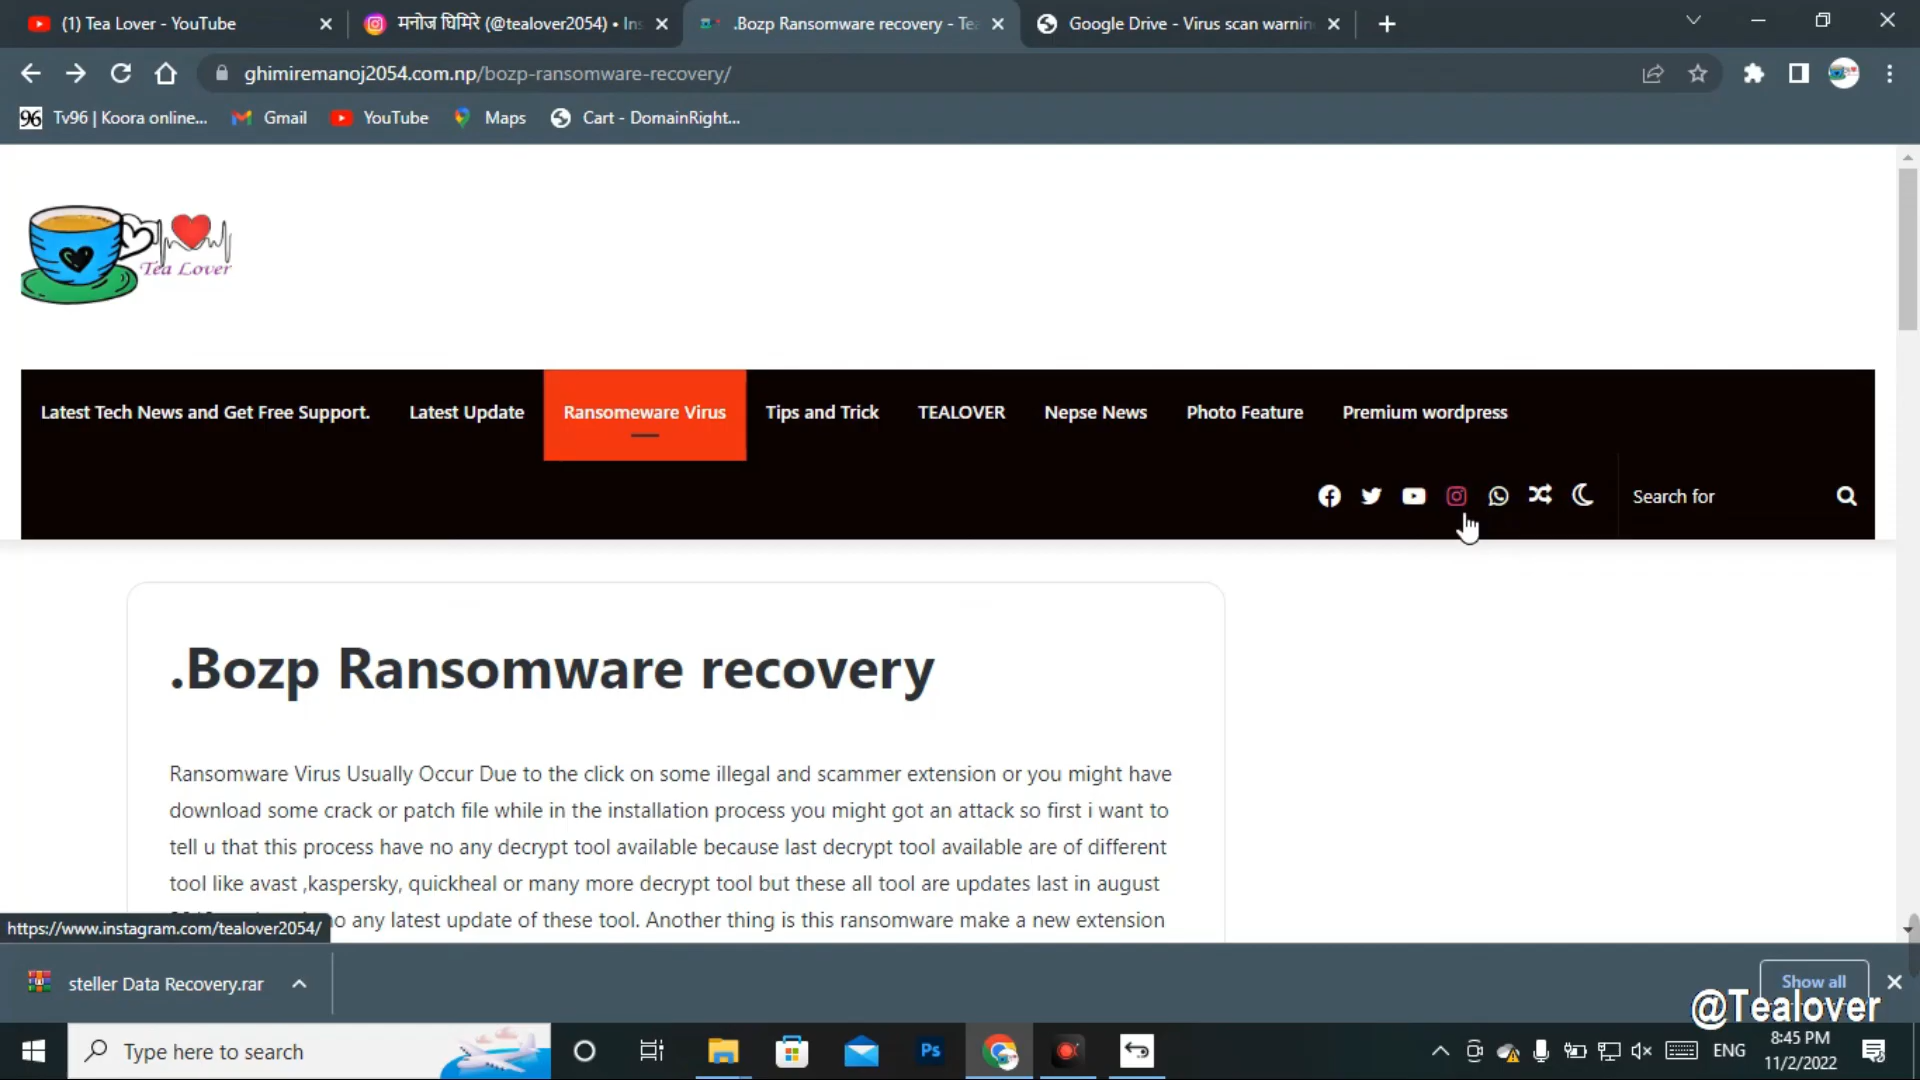 (1) Tea Lover - YouTube
मनोज घिमिरे (@tealover2054) • Ins
.Bozp Ransomware recovery - Tea
Google Drive - Virus scan warnin
ghimiremanoj2054.com.np/bozp-ransomware-recovery/
96 Tv96 | Koora online...
Gmail
YouTube
Maps
Cart - DomainRight...
Tea Lover
Latest Tech News and Get Free Support.
Latest Update
Ransomeware Virus
Tips and Trick
TEALOVER
Nepse News
Photo Feature
Premium wordpress
Search for
.Bozp Ransomware recovery
Ransomware Virus Usually Occur Due to the click on some illegal and scammer extension or you might have
download some crack or patch file while in the installation process you might got an attack so first i want to
tell u that this process have no any decrypt tool available because last decrypt tool available are of different
tool like avast ,kaspersky, quickheal or many more decrypt tool but these all tool are updates last in august
no any latest update of these tool. Another thing is this ransomware make a new extension
https://www.instagram.com/tealover2054/
steller Data Recovery.rar
Show all
@Tealover
Type here to search
Ps
ENG
8:45 PM
11/2/2022